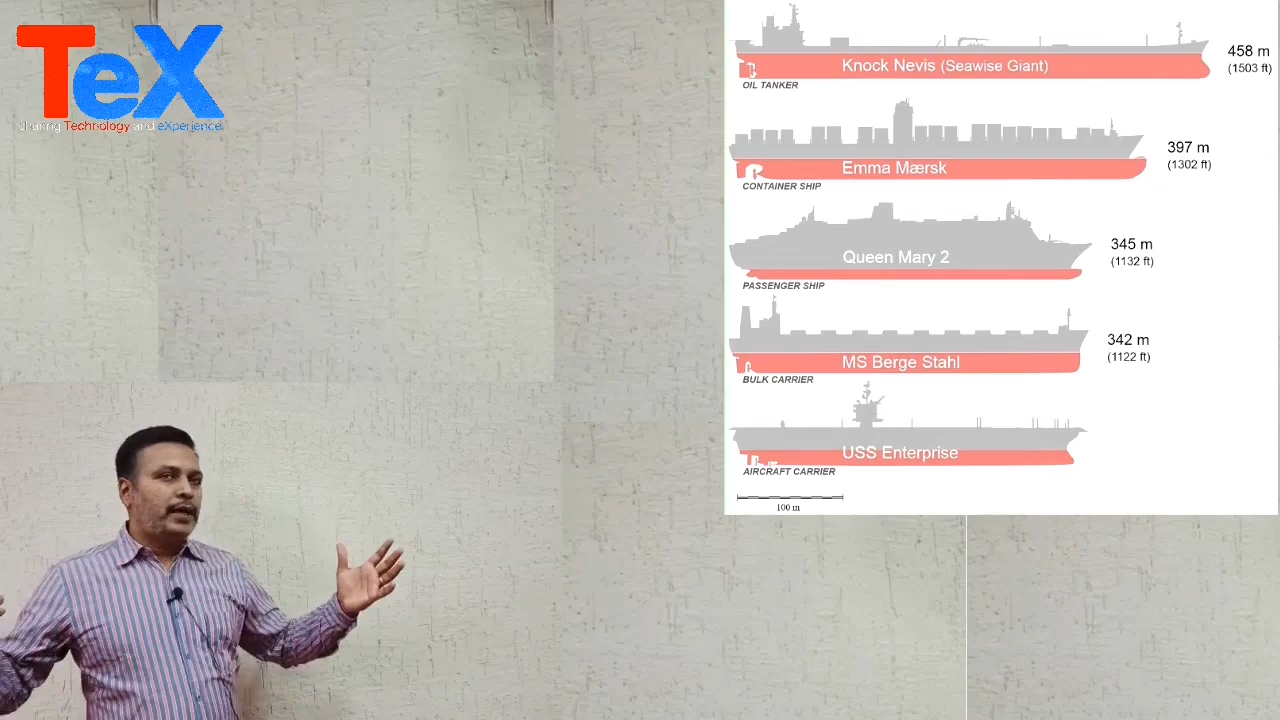 TeX
sharing Technology and eXperience
Knock Nevis (Seawise Giant)
458 m
(1503 ft)
OIL TANKER
Emma Mærsk
397 m
(1302 ft)
CONTAINER SHIP
Queen Mary 2
345 m
(1132 ft)
PASSENGER SHIP
MS Berge Stahl
342 m
(1122 ft)
BULK CARRIER
USS Enterprise
AIRCRAFT CARRIER
100 m